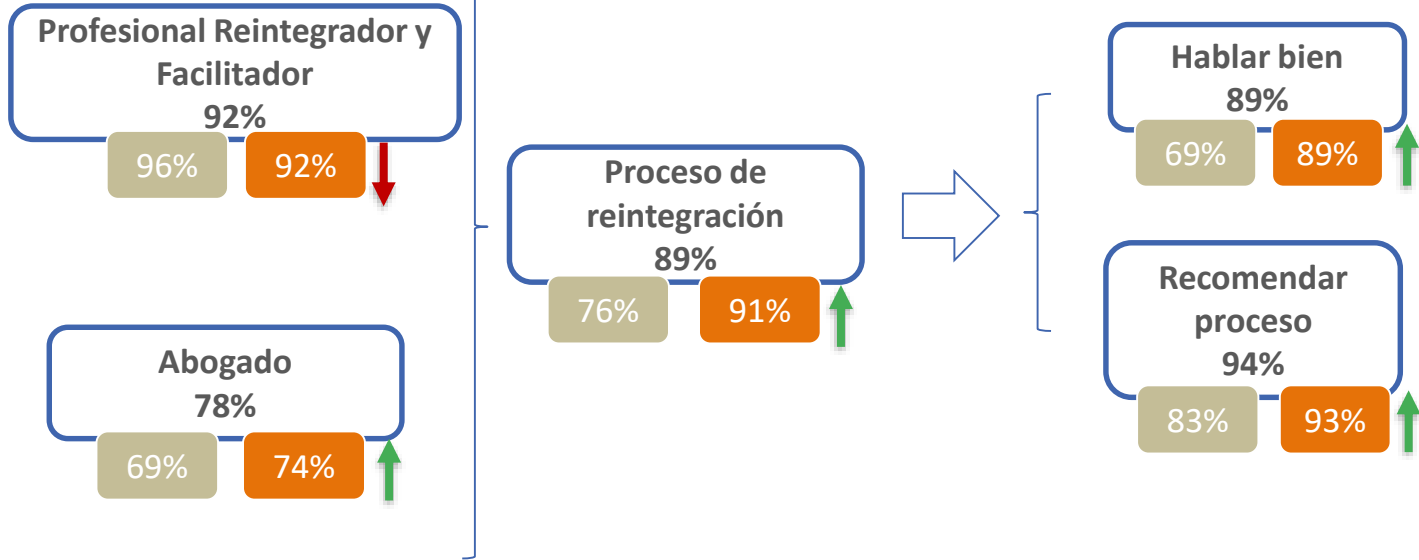 Profesional Reintegrador y
Facilitador
92%
96% 92%
Abogado
78%
69% 74%
Proceso de
reintegración
89%
76% 91%
Hablar bien
89%
69% 89%
Recomendar
proceso
94%
83% 93%